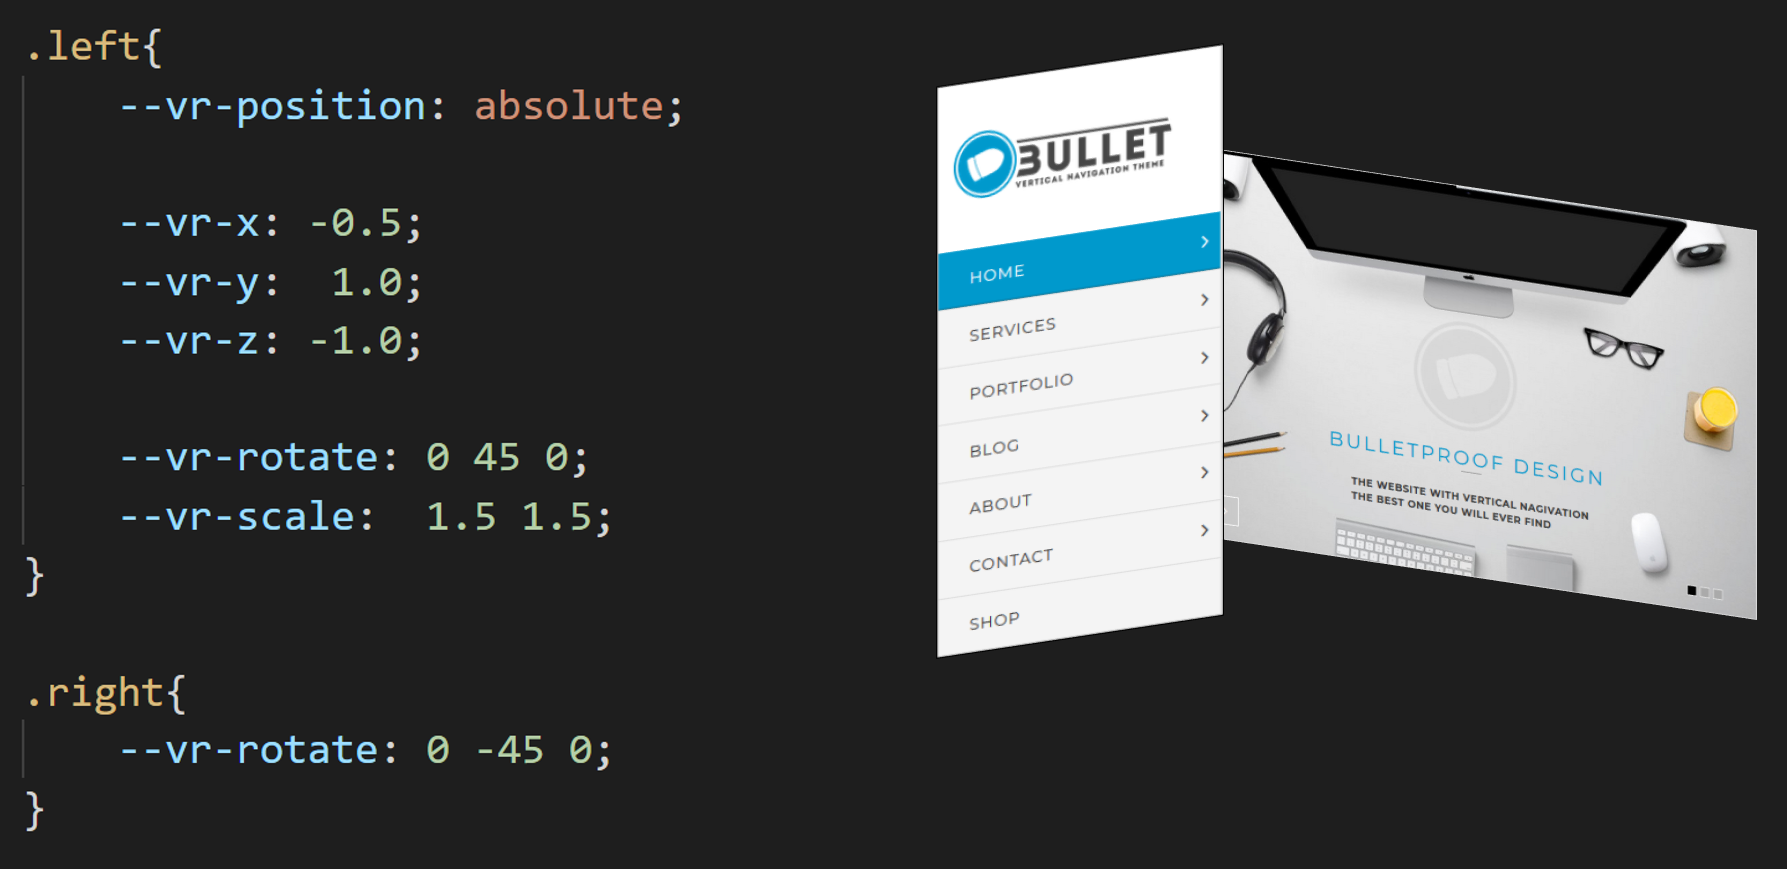 .left{
--vr-position: absolute;
--vr-x: -0.5;
--vr-y:  1.0;
--vr-z: -1.0;
--vr-rotate: 0 45 0;
--vr-scale:  1.5 1.5;
}
.right{
--vr-rotate: 0 -45 0;
}
BULLET
VERTICAL NAVIGATION THEME
HOME
SERVICES
PORTFOLIO
BLOG
ABOUT
CONTACT
SHOP
BULLETPROOF DESIGN
THE WEBSITE WITH VERTICAL NAGIVATION
THE BEST ONE YOU WILL EVER FIND